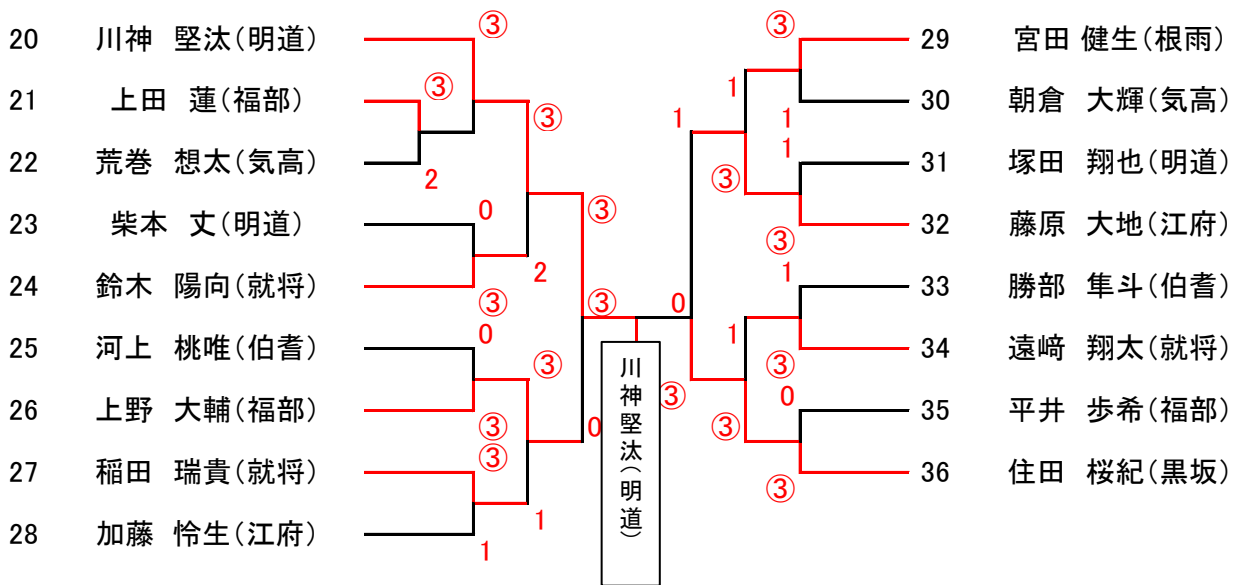 20 川神 堅汰(明道)
21 上田 蓮(福部)
22 荒巻 想太(気高)
23 柴本 丈(明道)
24 鈴木 陽向(就将)
25 河上 桃唯(伯耆)
26 上野 大輔(福部)
27 稲田 瑞貴(就将)
28 加藤 怜生(江府)
③
③
2
③
0
③
2
③
0
③
③
③
1
1
0
③
川神堅汰(明道)
③
0
1
③
1
③
1
③
③
1
1
③
1
③
0
③
29 宮田 健生(根雨)
30 朝倉 大輝(気高)
31 塚田 翔也(明道)
32 藤原 大地(江府)
33 勝部 隼斗(伯耆)
34 遠﨑 翔太(就将)
35 平井 歩希(福部)
36 住田 桜紀(黒坂)